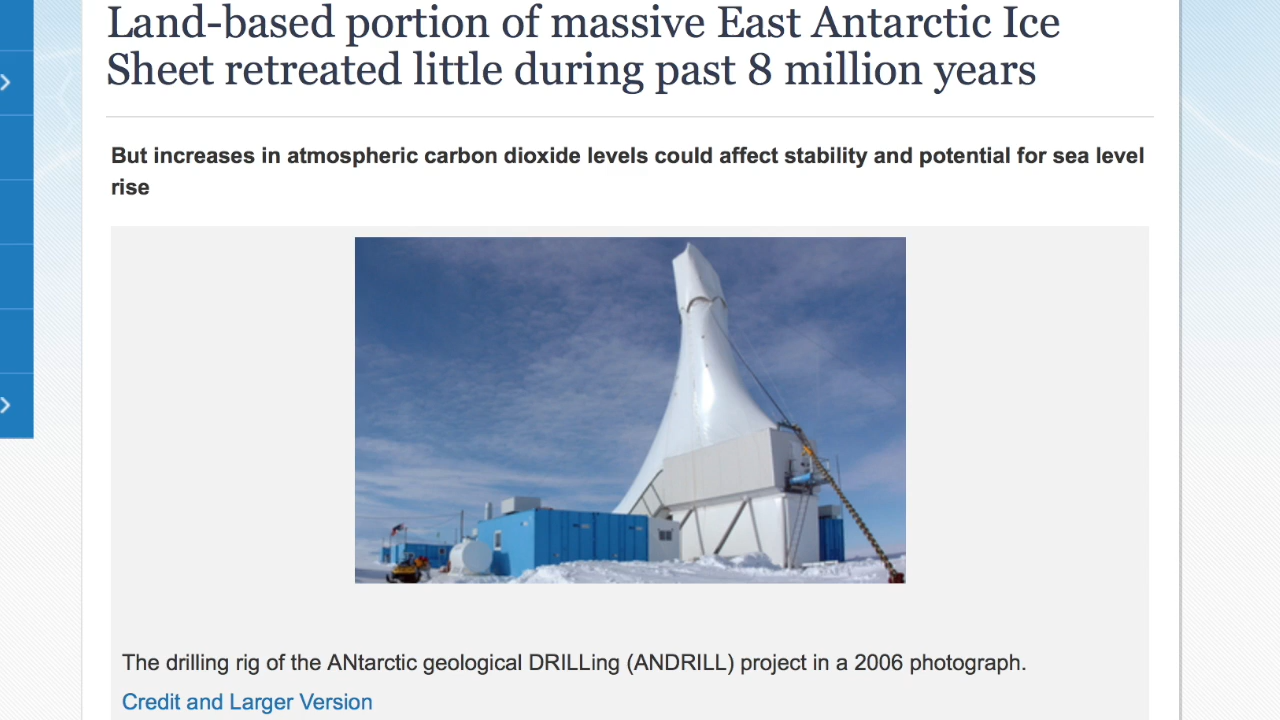 Land-based portion of massive East Antarctic Ice
Sheet retreated little during past 8 million years
But increases in atmospheric carbon dioxide levels could affect stability and potential for sea level
rise
The drilling rig of the ANtarctic geological DRILLing (ANDRILL) project in a 2006 photograph.
Credit and Larger Version